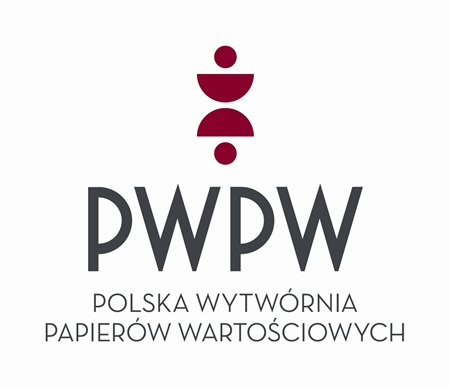 PWPW
POLSKA WYTWÓRNIA
PAPIERÓW WARTOŚCIOWYCH